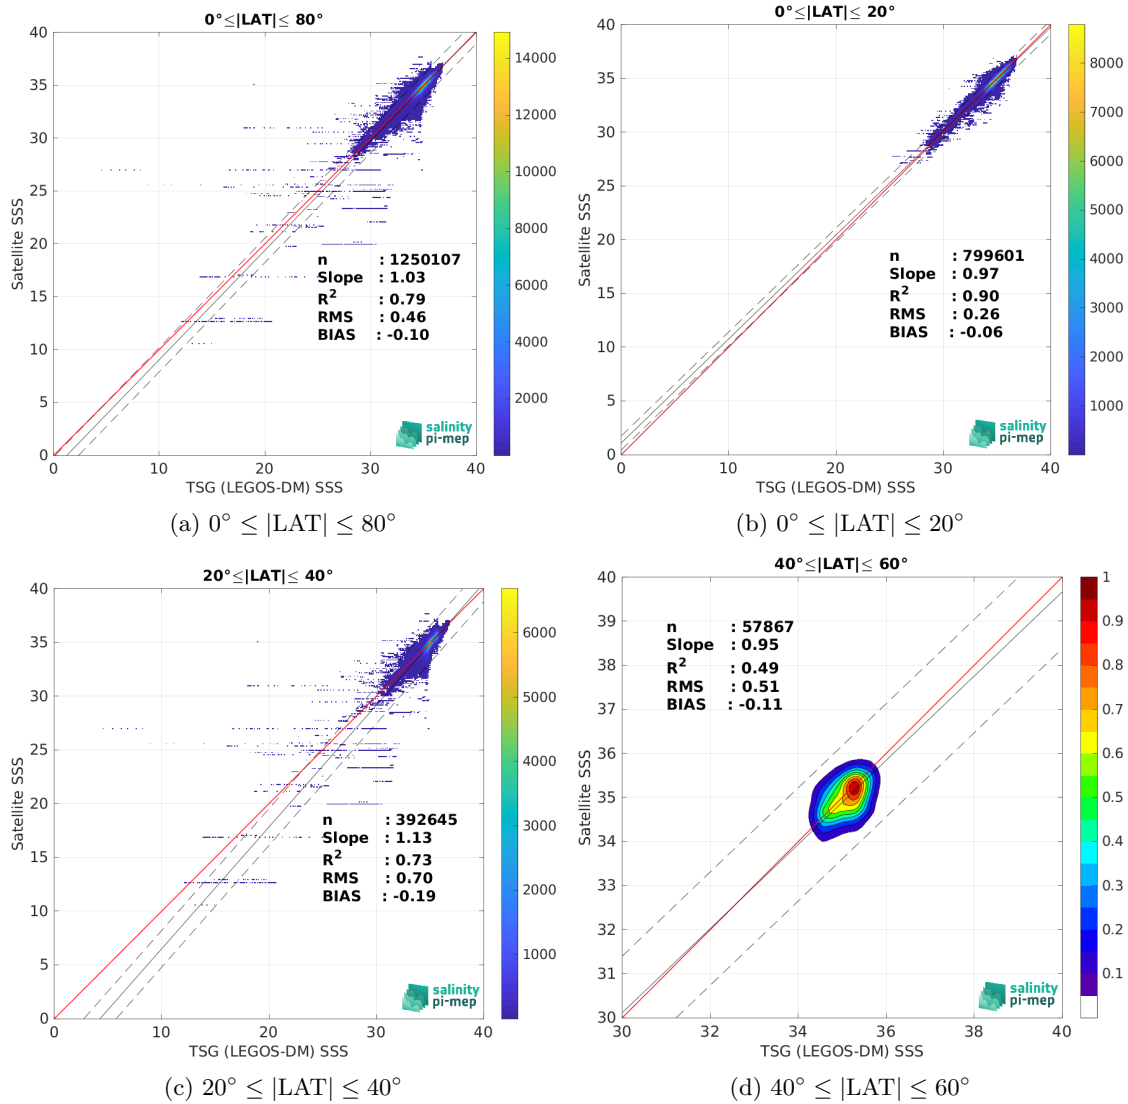 0°≤|LAT|≤ 80°
40
35
30
25
20
15
10
5
0
0
10
20
30
40
Satellite SSS
TSG (LEGOS-DM) SSS
n : 1250107
Slope : 1.03
R² : 0.79
RMS : 0.46
BIAS : -0.10
14000
12000
10000
8000
6000
4000
2000
salinity
pi-mep
(a) 0° ≤ |LAT| ≤ 80°
0°≤|LAT|≤ 20°
40
35
30
25
20
15
10
5
0
0
10
20
30
40
Satellite SSS
TSG (LEGOS-DM) SSS
n : 799601
Slope : 0.97
R² : 0.90
RMS : 0.26
BIAS : -0.06
8000
7000
6000
5000
4000
3000
2000
1000
salinity
pi-mep
(b) 0° ≤ |LAT| ≤ 20°
20°≤|LAT|≤ 40°
40
35
30
25
20
15
10
5
0
0
10
20
30
40
Satellite SSS
TSG (LEGOS-DM) SSS
n : 392645
Slope : 1.13
R² : 0.73
RMS : 0.70
BIAS : -0.19
6000
5000
4000
3000
2000
1000
salinity
pi-mep
(c) 20° ≤ |LAT| ≤ 40°
40°≤|LAT|≤ 60°
40
39
38
37
36
35
34
33
32
31
30
30
32
34
36
38
40
Satellite SSS
TSG (LEGOS-DM) SSS
n : 57867
Slope : 0.95
R² : 0.49
RMS : 0.51
BIAS : -0.11
1
0.9
0.8
0.7
0.6
0.5
0.4
0.3
0.2
0.1
salinity
pi-mep
(d) 40° ≤ |LAT| ≤ 60°